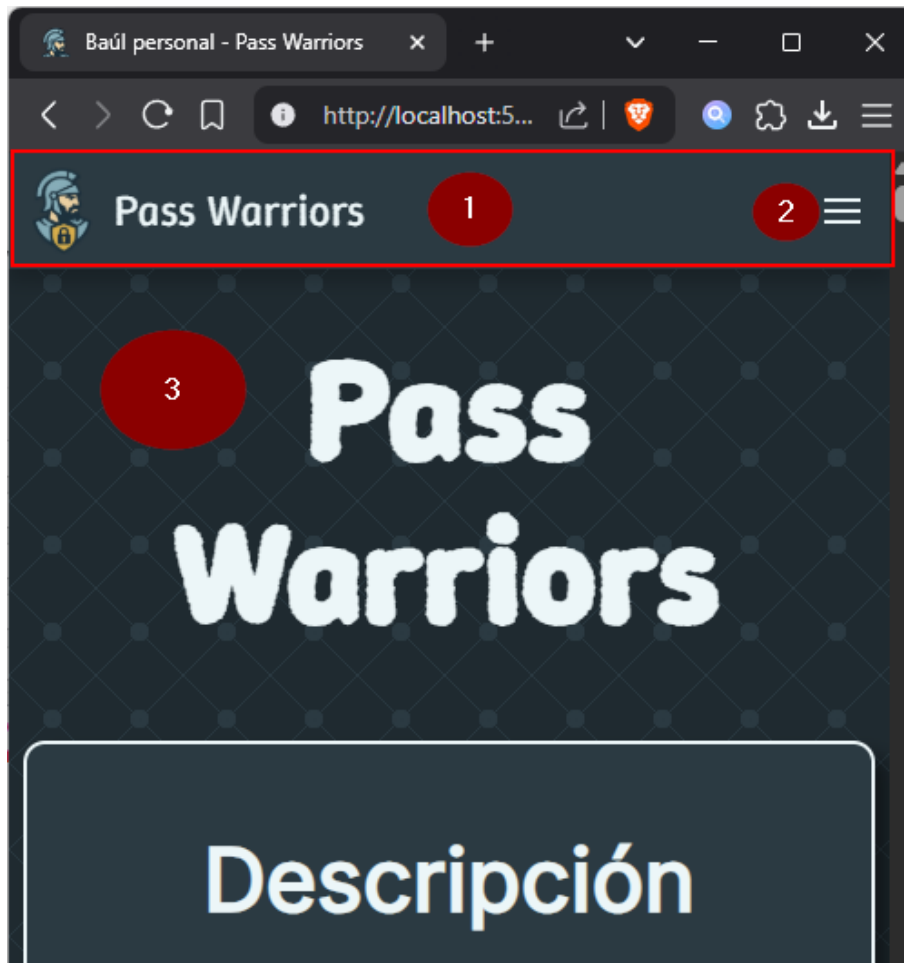 Baúl personal - Pass Warriors
http://localhost:5...
Pass Warriors
1
2
3
Pass
Warriors
Descripción